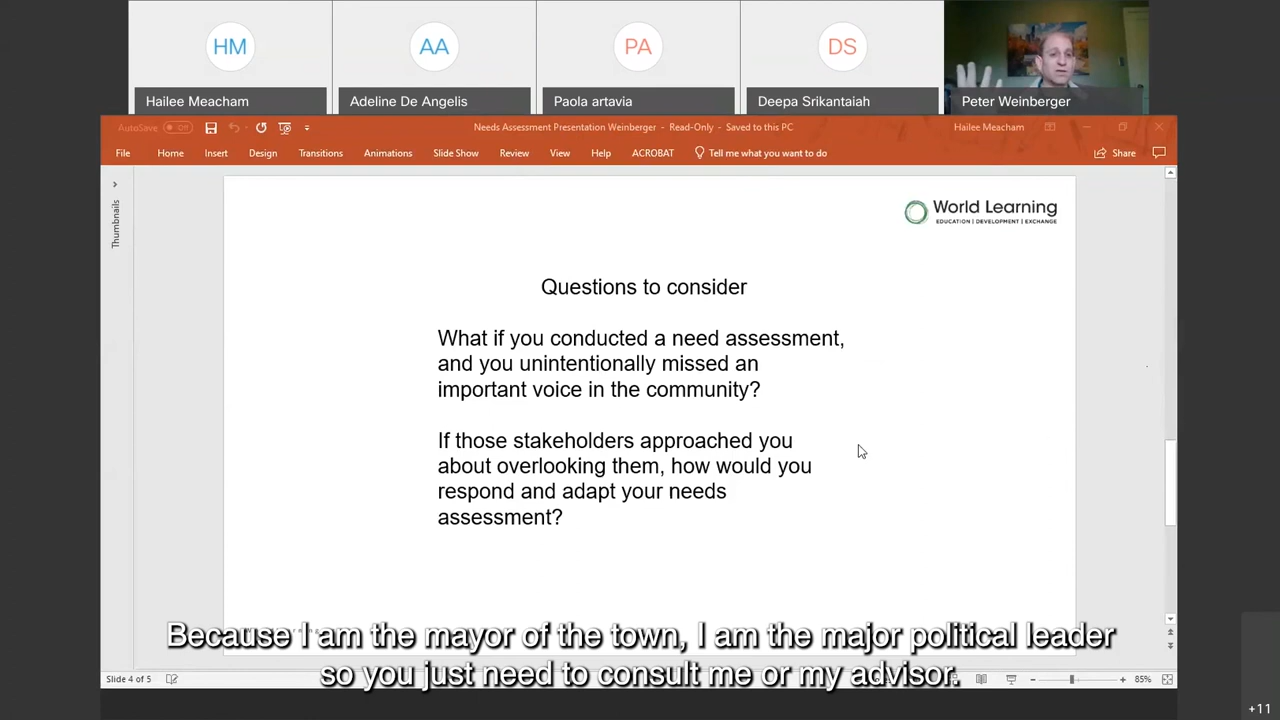 HM
AA
PA
DS
Hailee Meacham
Adeline De Angelis
Paola artavia
Deepa Srikantaiah
Peter Weinberger
AutoSave Off
Needs Assessment Presentation Weinberger - Read-Only - Saved to this PC
Hailee Meacham
File Home Insert Design Transitions Animations Slide Show Review View Help ACROBAT Tell me what you want to do Share
Thumbnails
World Learning
EDUCATION | DEVELOPMENT | EXCHANGE
Questions to consider
What if you conducted a need assessment,
and you unintentionally missed an
important voice in the community?
If those stakeholders approached you
about overlooking them, how would you
respond and adapt your needs
assessment?
Because I am the mayor of the town, I am the major political leader
so you just need to consult me or my advisor.
Slide 4 of 5
85%
+11